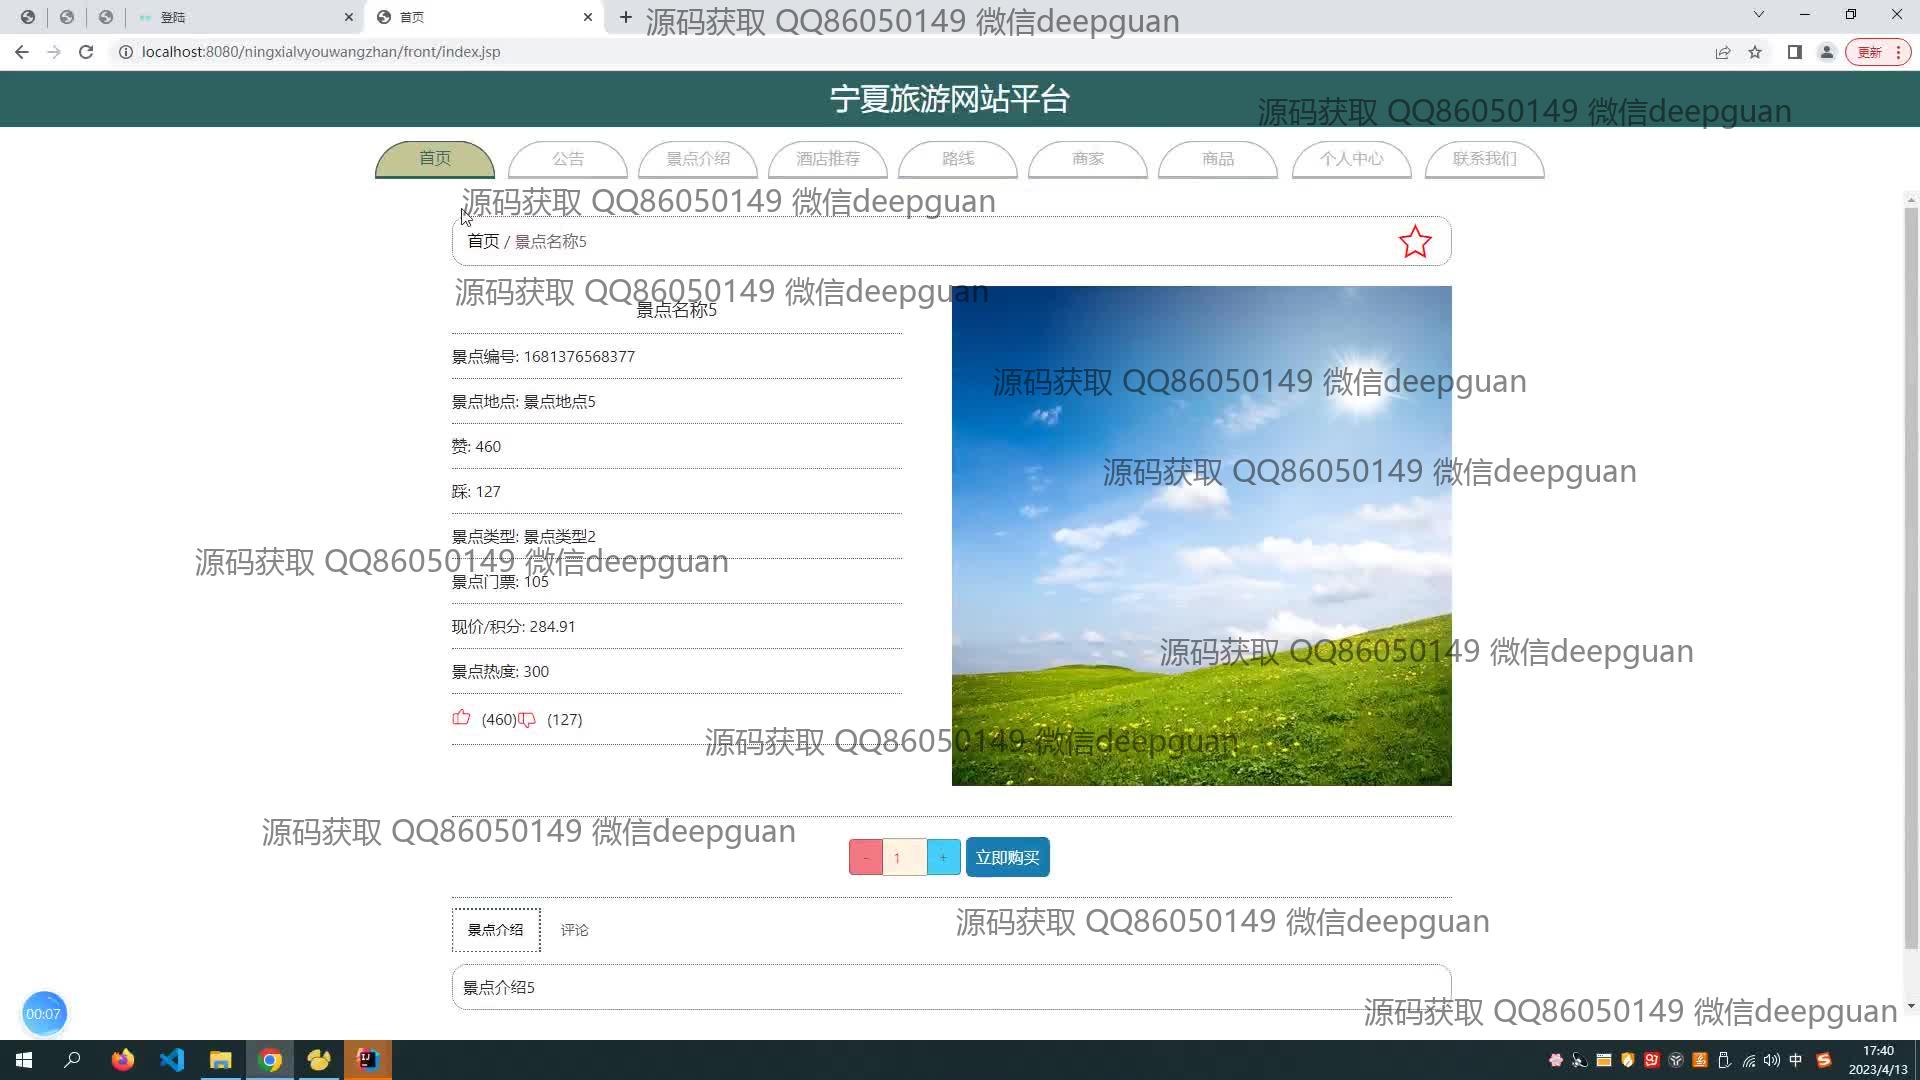 登陆
首页
源码获取 QQ86050149 微信deepguan
localhost:8080/ningxialvyouwangzhan/front/index.jsp
更新
宁夏旅游网站平台
源码获取 QQ86050149 微信deepguan
首页
公告
景点介绍
酒店推荐
路线
商家
商品
个人中心
联系我们
源码获取 QQ86050149 微信deepguan
首页 / 景点名称5
源码获取 QQ86050149 微信deepguan
景点名称5
景点编号: 1681376568377
源码获取 QQ86050149 微信deepguan
景点地点: 景点地点5
赞: 460
源码获取 QQ86050149 微信deepguan
踩: 127
景点类型: 景点类型2
源码获取 QQ86050149 微信deepguan
景点门票: 105
现价/积分: 284.91
源码获取 QQ86050149 微信deepguan
景点热度: 300
(460) (127)
源码获取 QQ86050149 微信deepguan
源码获取 QQ86050149 微信deepguan
- 1 + 立即购买
源码获取 QQ86050149 微信deepguan
景点介绍
评论
景点介绍5
源码获取 QQ86050149 微信deepguan
00:07
中
17:40
2023/4/13